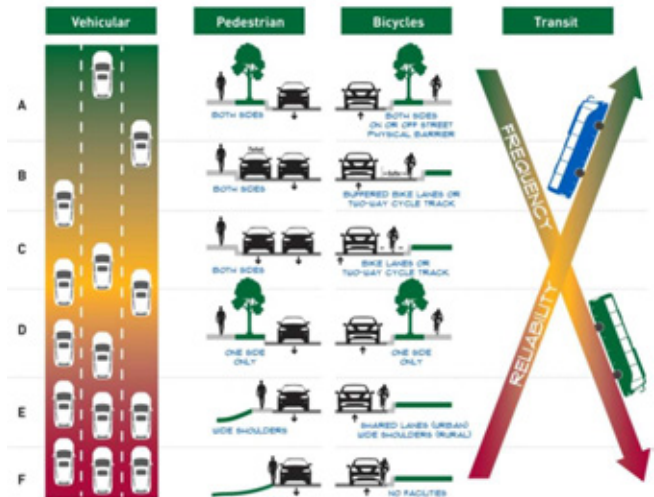 Vehicular
Pedestrian
Bicycles
Transit
A
BOTH SIDES
BOTH SIDES
ON OR OFF STREET
PHYSICAL BARRIER
B
BOTH SIDES
BUFFERED BIKE LANES OR
TWO-WAY CYCLE TRACK
C
BOTH SIDES
BIKE LANES OR
TWO-WAY CYCLE TRACK
D
ONE SIDE
ONLY
ONE SIDE
ONLY
E
WIDE SHOULDERS
SHARED LANES (URBAN)
WIDE SHOULDERS (RURAL)
F
NO FACILITIES
FREQUENCY
RELIABILITY